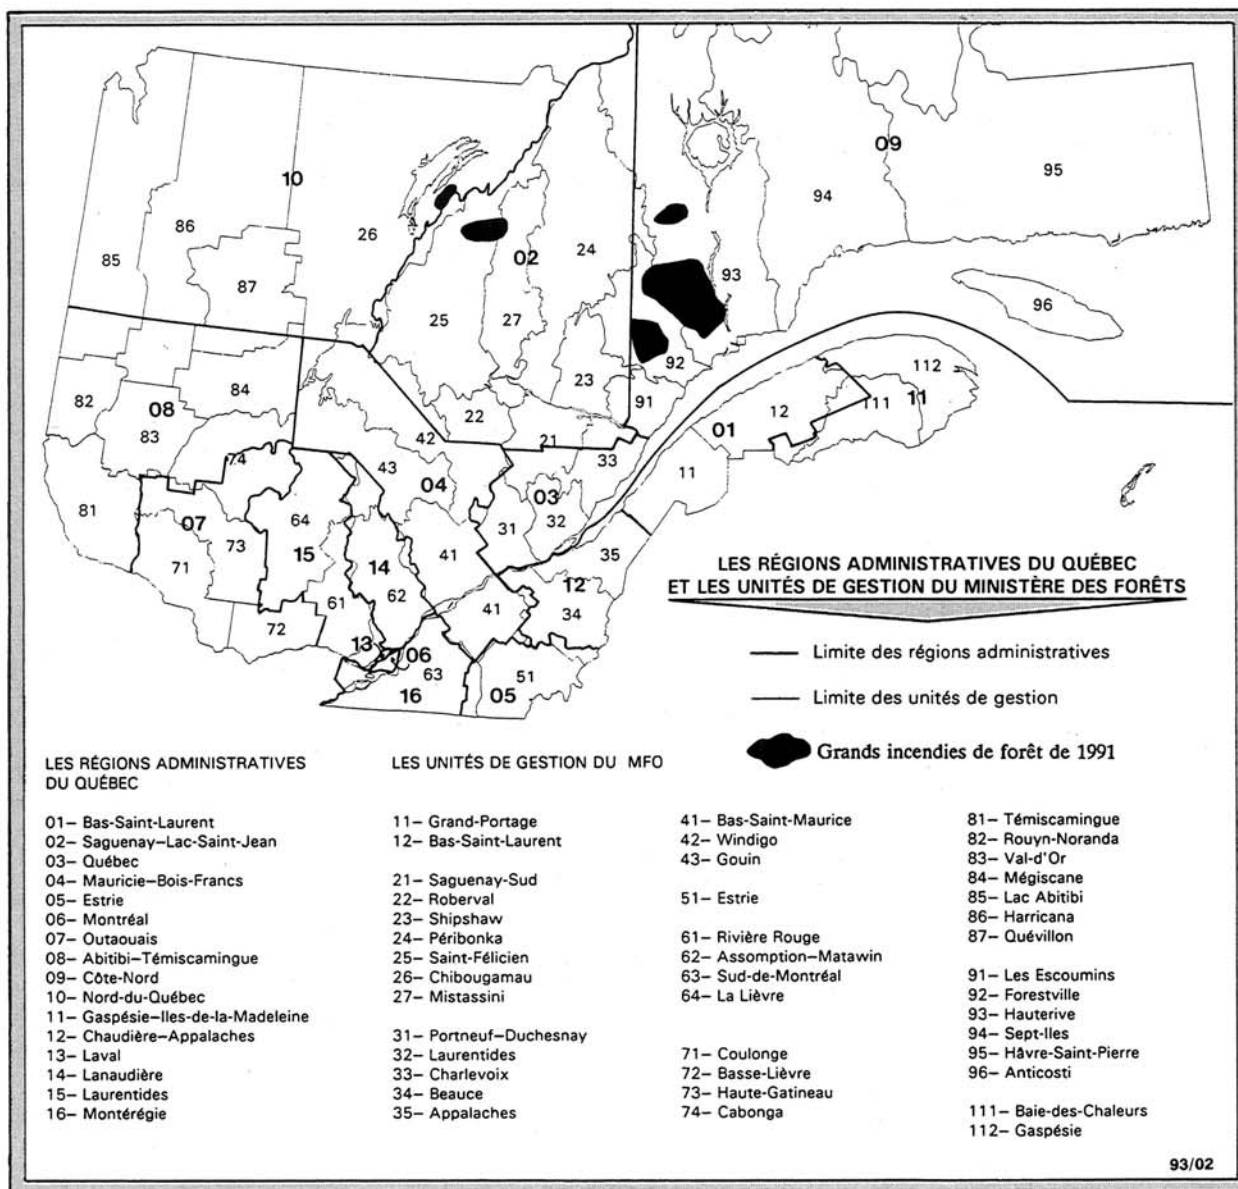 10
09
95
94
86
26
24
85
02
87
93
96
25
27
92
112
84
23
82
08
91
12
111
11
22
01
83
42
21
74
43
33
11
04
03
81
64
07
31
32
73
15
41
35
71
14
12
62
61
41
34
72
13
06
63
51
16
05
LES RÉGIONS ADMINISTRATIVES DU QUÉBEC
ET LES UNITÉS DE GESTION DU MINISTÈRE DES FORÊTS
Limite des régions administratives
Limite des unités de gestion
Grands incendies de forêt de 1991
LES RÉGIONS ADMINISTRATIVES
DU QUÉBEC
01– Bas-Saint-Laurent
02– Saguenay–Lac-Saint-Jean
03– Québec
04– Mauricie–Bois-Francs
05– Estrie
06– Montréal
07– Outaouais
08– Abitibi–Témiscamingue
09– Côte-Nord
10– Nord-du-Québec
11– Gaspésie-Iles-de-la-Madeleine
12– Chaudière–Appalaches
13– Laval
14– Lanaudière
15– Laurentides
16– Montérégie
LES UNITÉS DE GESTION DU MFO
11– Grand-Portage
12– Bas-Saint-Laurent
21– Saguenay-Sud
22– Roberval
23– Shipshaw
24– Péribonka
25– Saint-Félicien
26– Chibougamau
27– Mistassini
31– Portneuf–Duchesnay
32– Laurentides
33– Charlevoix
34– Beauce
35– Appalaches
41– Bas-Saint-Maurice
42– Windigo
43– Gouin
51– Estrie
61– Rivière Rouge
62– Assomption–Matawin
63– Sud-de-Montréal
64– La Lièvre
71– Coulonge
72– Basse-Lièvre
73– Haute-Gatineau
74– Cabonga
81– Témiscamingue
82– Rouyn-Noranda
83– Val-d'Or
84– Mégiscane
85– Lac Abitibi
86– Harricana
87– Quévillon
91– Les Escoumins
92– Forestville
93– Hauterive
94– Sept-Iles
95– Hâvre-Saint-Pierre
96– Anticosti
111– Baie-des-Chaleurs
112– Gaspésie
93/02